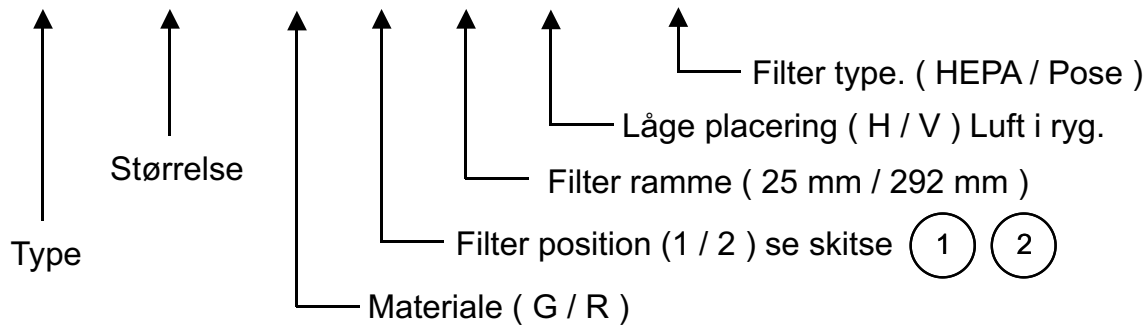 Filter type. ( HEPA / Pose )
Låge placering ( H / V ) Luft i ryg.
Størrelse
Filter ramme ( 25 mm / 292 mm )
Type
Filter position (1 / 2 ) se skitse 1 2
Materiale ( G / R )